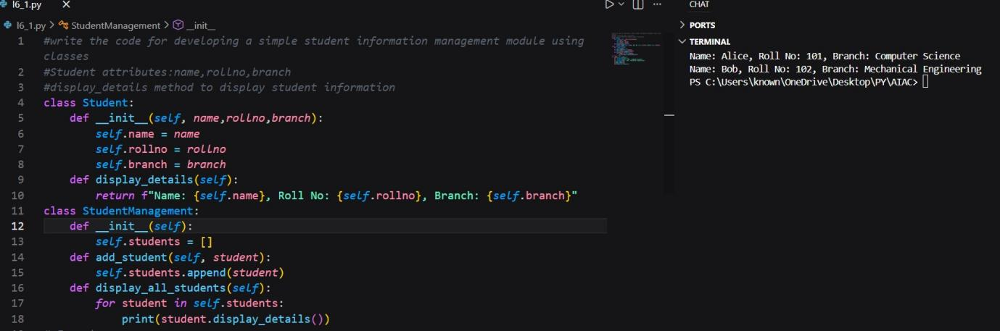 l6_1.py
l6_1.py > StudentManagement > __init__
1 #write the code for developing a simple student information management module using
classes
2 #Student attributes:name,rollno,branch
3 #display_details method to display student information
4 class Student:
5     def __init__(self, name,rollno,branch):
6         self.name = name
7         self.rollno = rollno
8         self.branch = branch
9     def display_details(self):
10         return f"Name: {self.name}, Roll No: {self.rollno}, Branch: {self.branch}"
11 class StudentManagement:
12     def __init__(self):
13         self.students = []
14     def add_student(self, student):
15         self.students.append(student)
16     def display_all_students(self):
17         for student in self.students:
18             print(student.display_details())
CHAT
PORTS
TERMINAL
Name: Alice, Roll No: 101, Branch: Computer Science
Name: Bob, Roll No: 102, Branch: Mechanical Engineering
PS C:\Users\known\OneDrive\Desktop\PY\AIAC>